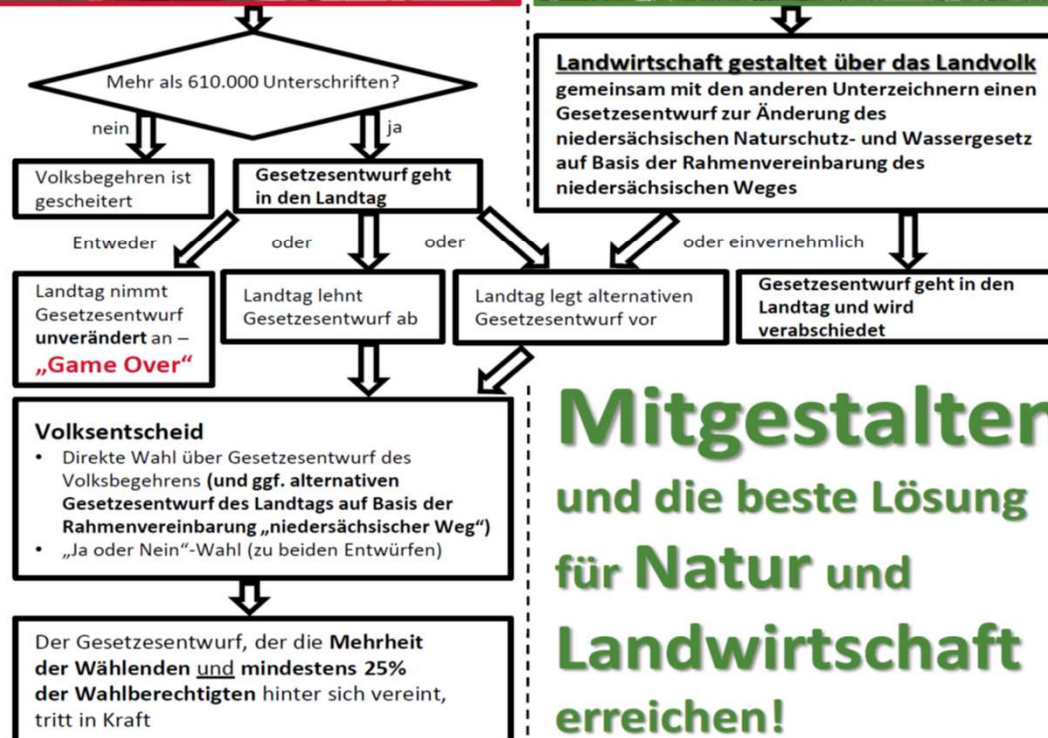 Mehr als 610.000 Unterschriften?
nein
ja
Volksbegehren ist
gescheitert
Gesetzesentwurf geht
in den Landtag
Entweder
oder
oder
Landtag nimmt
Gesetzesentwurf
unverändert an –
„Game Over“
Landtag lehnt
Gesetzesentwurf ab
Landtag legt alternativen
Gesetzesentwurf vor
Volksentscheid
• Direkte Wahl über Gesetzesentwurf des
Volksbegehrens (und ggf. alternativen
Gesetzesentwurf des Landtags auf Basis der
Rahmenvereinbarung „niedersächsischer Weg“)
• „Ja oder Nein“-Wahl (zu beiden Entwürfen)
Der Gesetzesentwurf, der die Mehrheit
der Wählenden und mindestens 25%
der Wahlberechtigten hinter sich vereint,
tritt in Kraft
Landwirtschaft gestaltet über das Landvolk
gemeinsam mit den anderen Unterzeichnern einen
Gesetzesentwurf zur Änderung des
niedersächsischen Naturschutz- und Wassergesetz
auf Basis der Rahmenvereinbarung des
niedersächsischen Weges
oder einvernehmlich
Gesetzesentwurf geht in den
Landtag und wird
verabschiedet
Mitgestalten
und die beste Lösung
für Natur und
Landwirtschaft
erreichen!